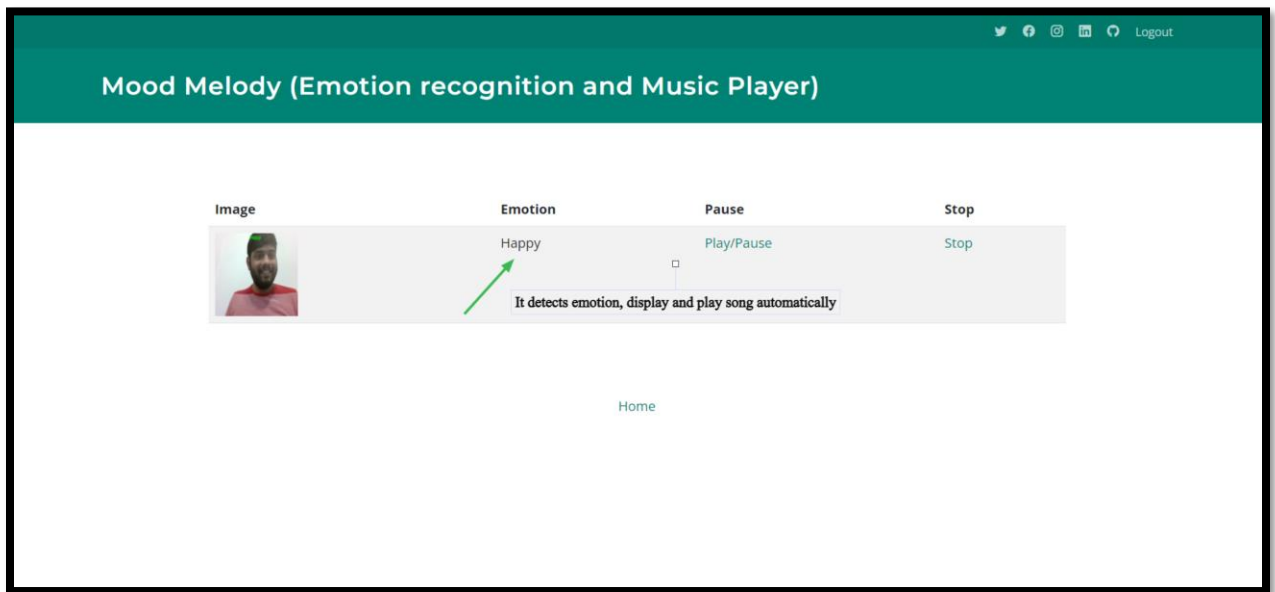 Logout
Mood Melody (Emotion recognition and Music Player)
Image Emotion Pause Stop
Happy Play/Pause Stop
It detects emotion, display and play song automatically
Home